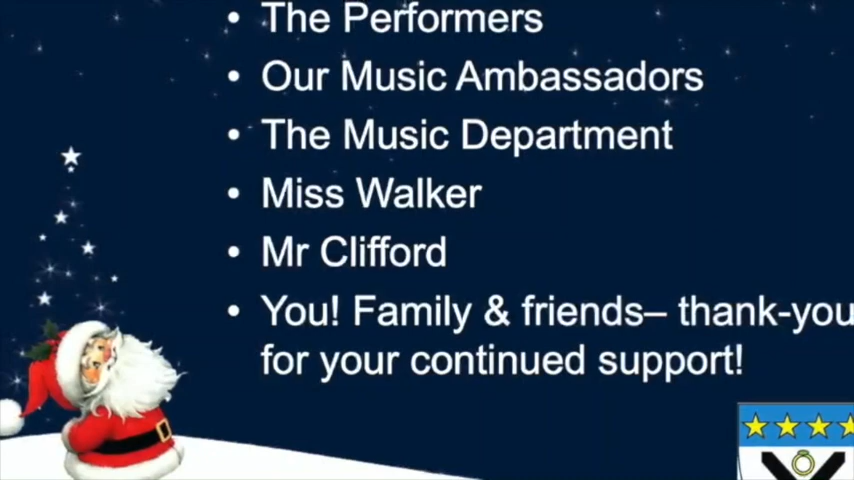 • The Performers
• Our Music Ambassadors
• The Music Department
• Miss Walker
• Mr Clifford
• You! Family & friends– thank-you
for your continued support!